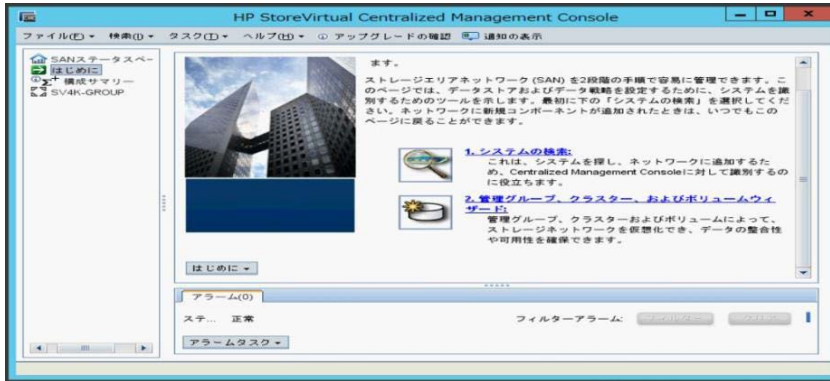 HP StoreVirtual Centralized Management Console
ファイル(F) 検索(I) タスク(T) ヘルプ(H) アップグレードの確認 通知の表示
SANステータスペー
はじめに
構成サマリー
SV4K-GROUP
ます。
ストレージエリアネットワーク (SAN) を2段階の手順で容易に管理できます。こ
のページでは、データストアおよびデータ戦略を設定するために、システムを識
別するためのツールを示します。最初に下の「システムの検索」を選択してくだ
さい。ネットワークに新規コンポーネントが追加されたときは、いつでもこの
ページに戻ることができます。
1. システムの検索:
これは、システムを探し、ネットワークに追加するた
め、Centralized Management Consoleに対して識別するの
に役立ちます。
2. 管理グループ、クラスター、およびボリュームウィ
ザード:
管理グループ、クラスターおよびボリュームによって、
ストレージネットワークを仮想化でき、データの整合性
や可用性を確保できます。
はじめに
アラーム(0)
ステ... 正常 フィルターアラーム:
アラームタスク